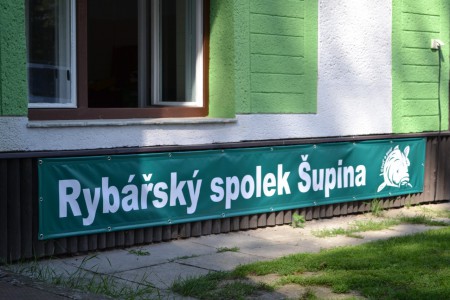 Rybářský spolek Šupina